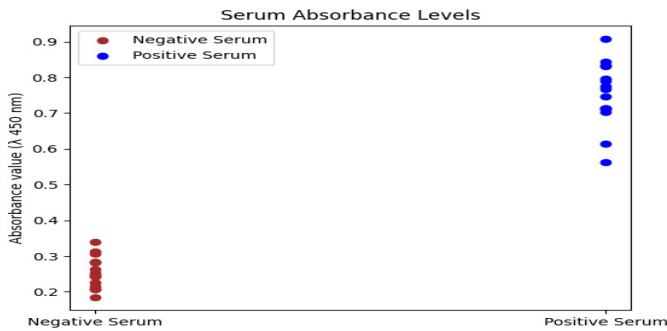 Serum Absorbance Levels
Negative Serum
Positive Serum
Absorbance value (λ 450 nm)
0.9
0.8
0.7
0.6
0.5
0.4
0.3
0.2
Negative Serum
Positive Serum